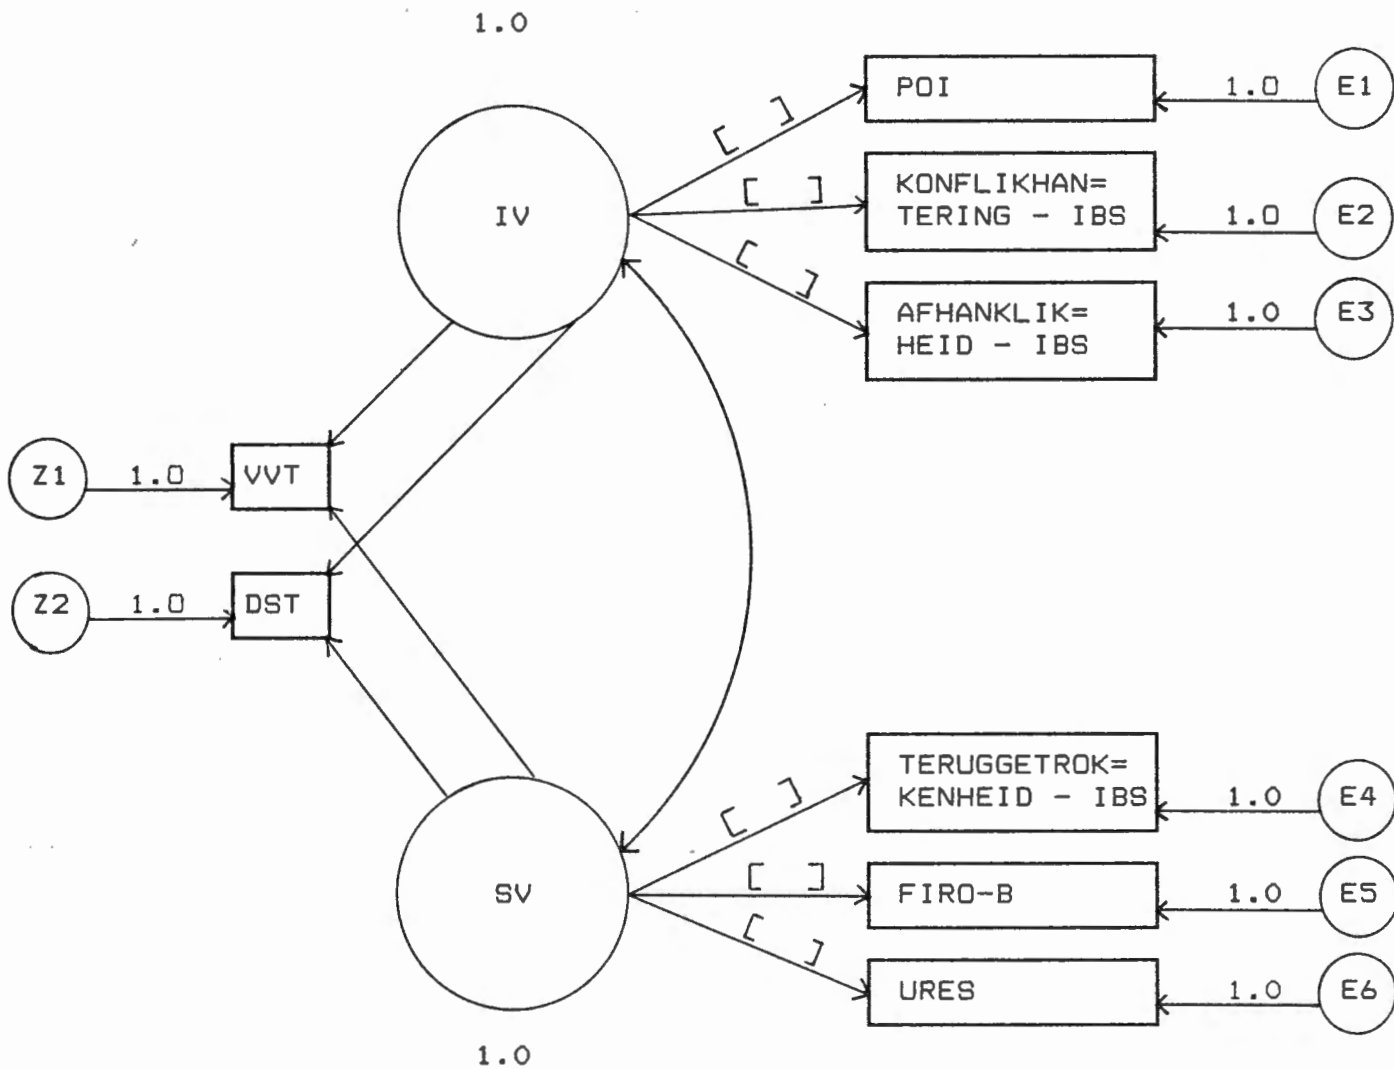 1.0
POI
1.0
E1
[ ]
KONFLIKHAN=
TERING - IBS
1.0
E2
[ ]
IV
AFHANKLIK=
HEID - IBS
1.0
E3
[ ]
Z1
1.0
VVT
Z2
1.0
DST
TERUGGETROK=
KENHEID - IBS
1.0
E4
[ ]
SV
[ ]
FIRO-B
1.0
E5
[ ]
URES
1.0
E6
1.0